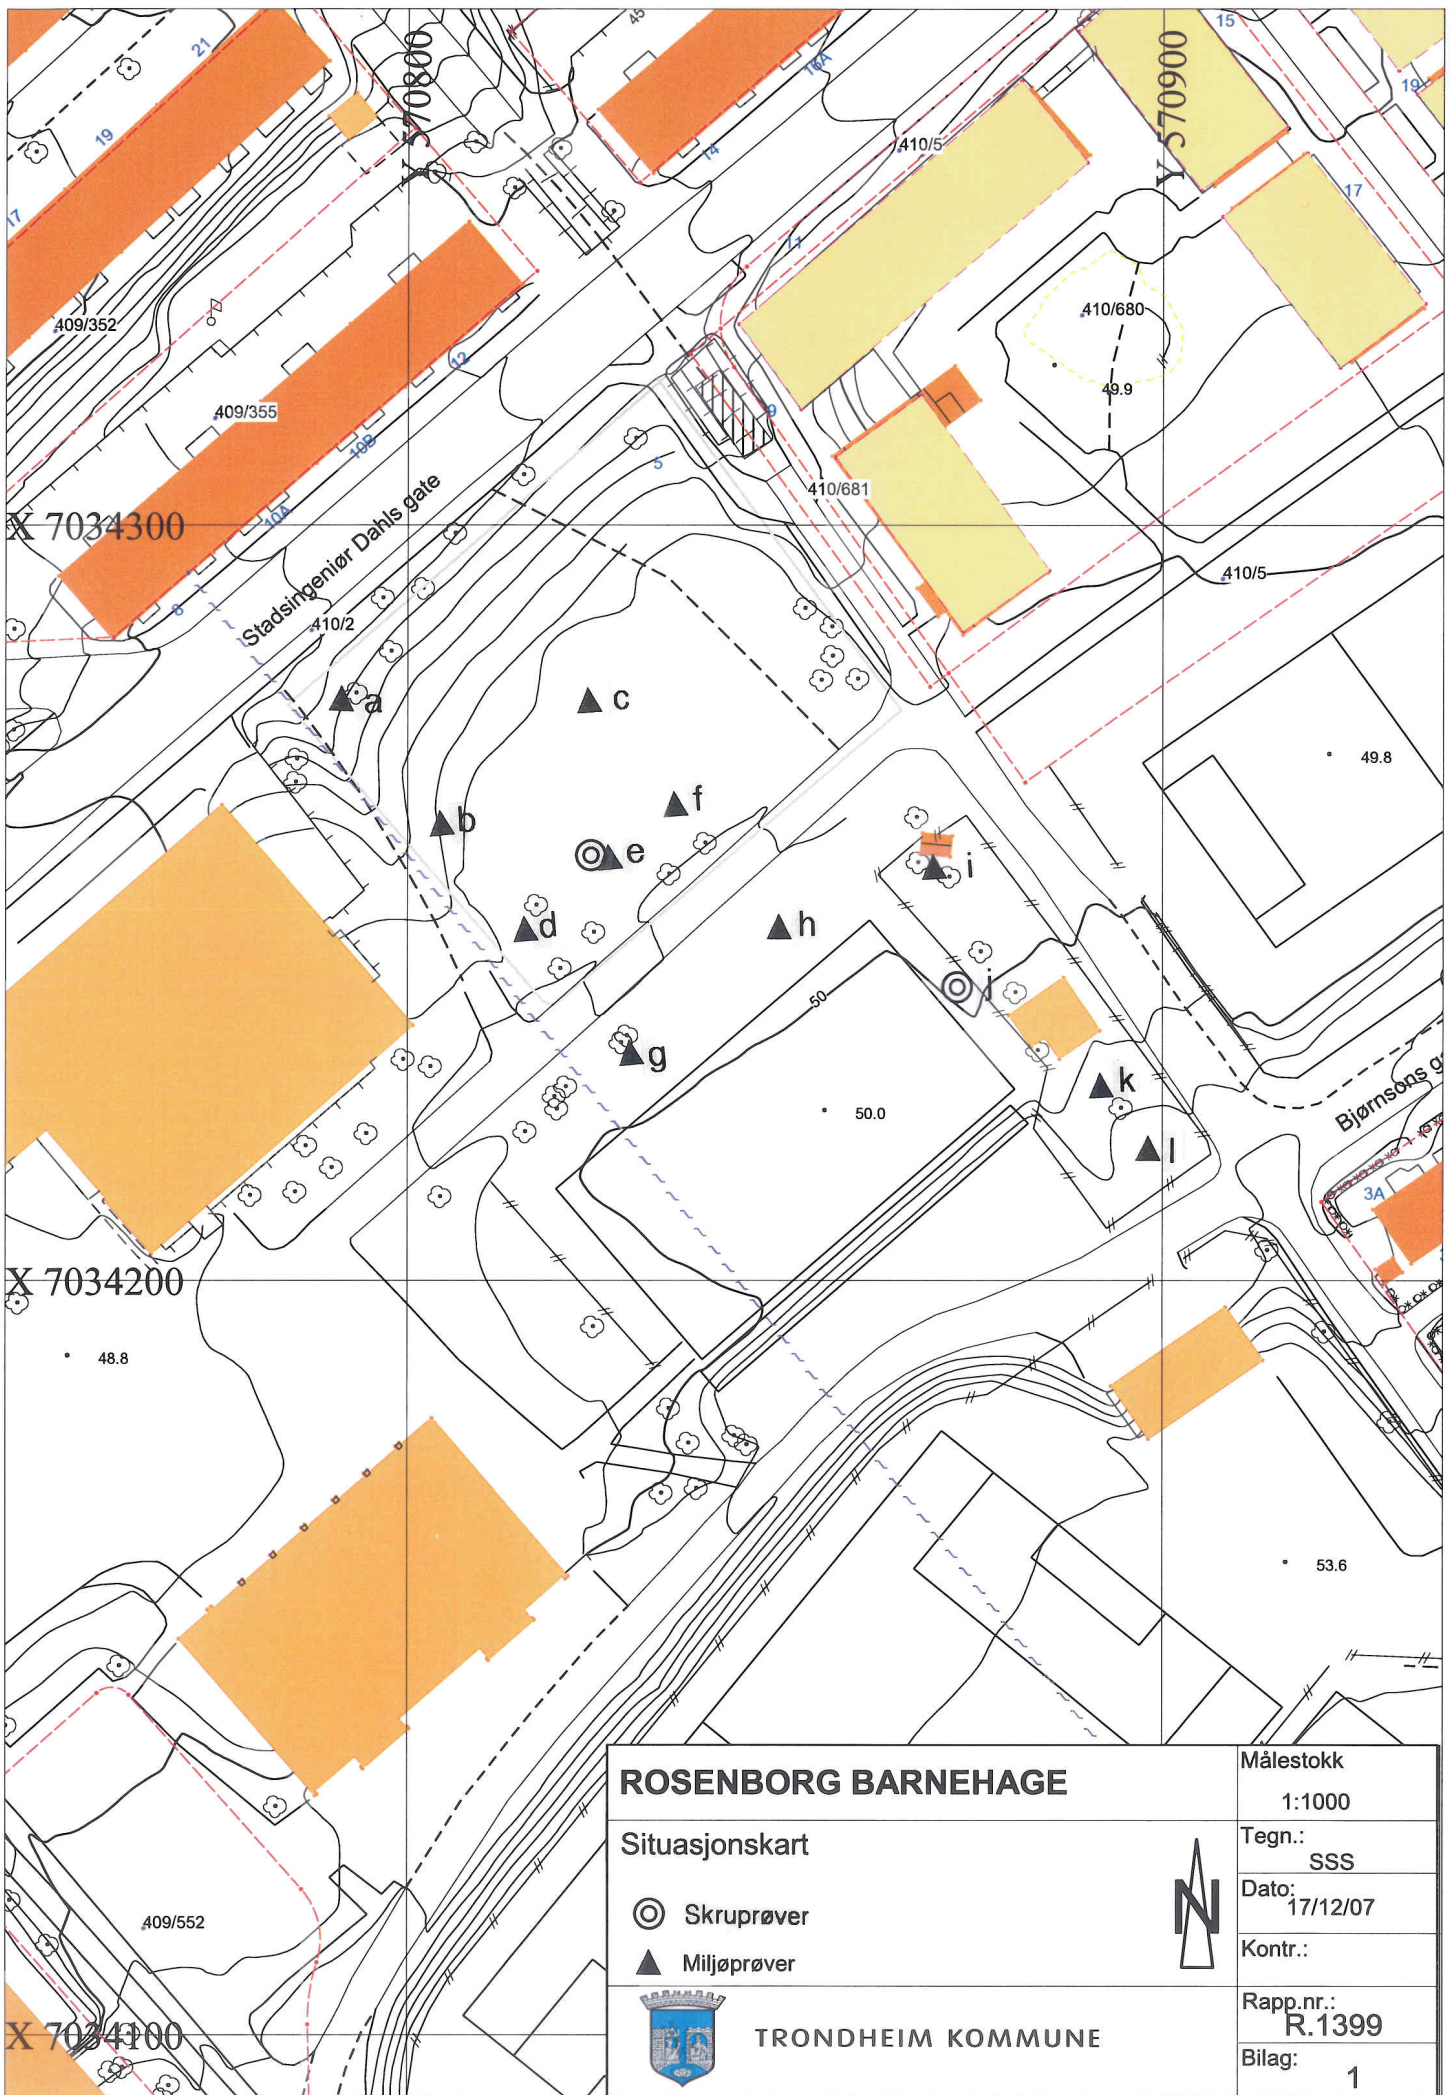 21
45
Y 570800
16A
15
Y 570900
19
19
14
410/5
17
17
11
410/680
409/352
12
49.9
9
409/355
10B
5
410/681
Stadsingeniør Dahls gate
10A
X 7034300
410/5
8
410/2
a
c
49.8
f
b
e
i
d
h
j
50
g
k
50.0
Bjørnsons g
l
3A
X 7034200
48.8
53.6
409/552
X 7034100
ROSENBORG BARNEHAGE
Målestokk
1:1000
Situasjonskart
Tegn.:
SSS
N
Dato:
17/12/07
Skruprøver
Kontr.:
Miljøprøver
Rapp.nr.:
R.1399
TRONDHEIM KOMMUNE
Bilag:
1